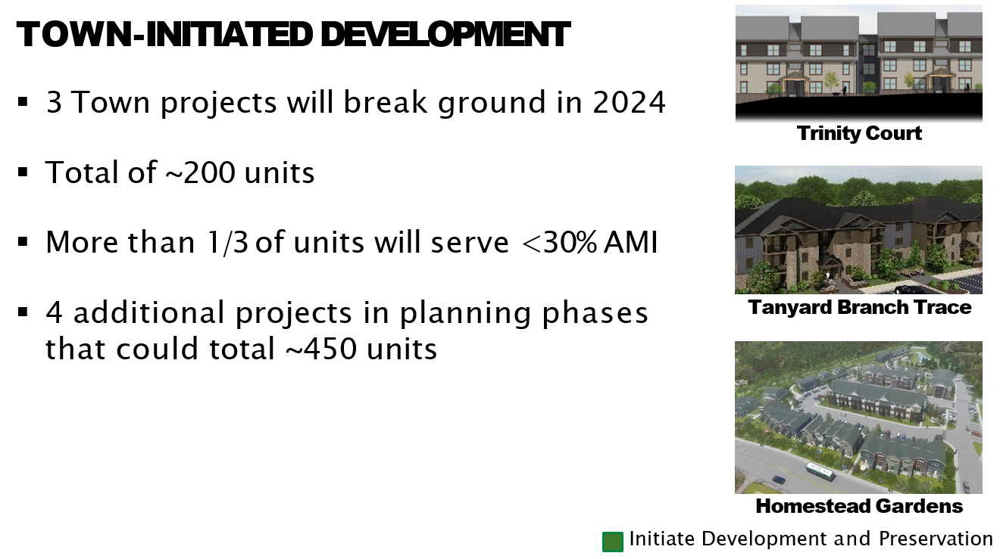 TOWN-INITIATED DEVELOPMENT
▪ 3 Town projects will break ground in 2024
▪ Total of ~200 units
▪ More than 1/3 of units will serve <30% AMI
▪ 4 additional projects in planning phases
that could total ~450 units
Trinity Court
Tanyard Branch Trace
Homestead Gardens
Initiate Development and Preservation